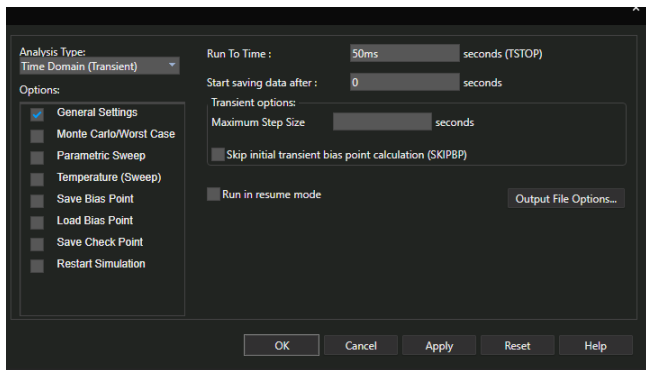 Analysis Type:
Time Domain (Transient)
Options:
General Settings
Monte Carlo/Worst Case
Parametric Sweep
Temperature (Sweep)
Save Bias Point
Load Bias Point
Save Check Point
Restart Simulation
Run To Time : 50ms seconds (TSTOP)
Start saving data after : 0 seconds
Transient options:
Maximum Step Size seconds
Skip initial transient bias point calculation (SKIPBP)
Run in resume mode
Output File Options...
OK Cancel Apply Reset Help